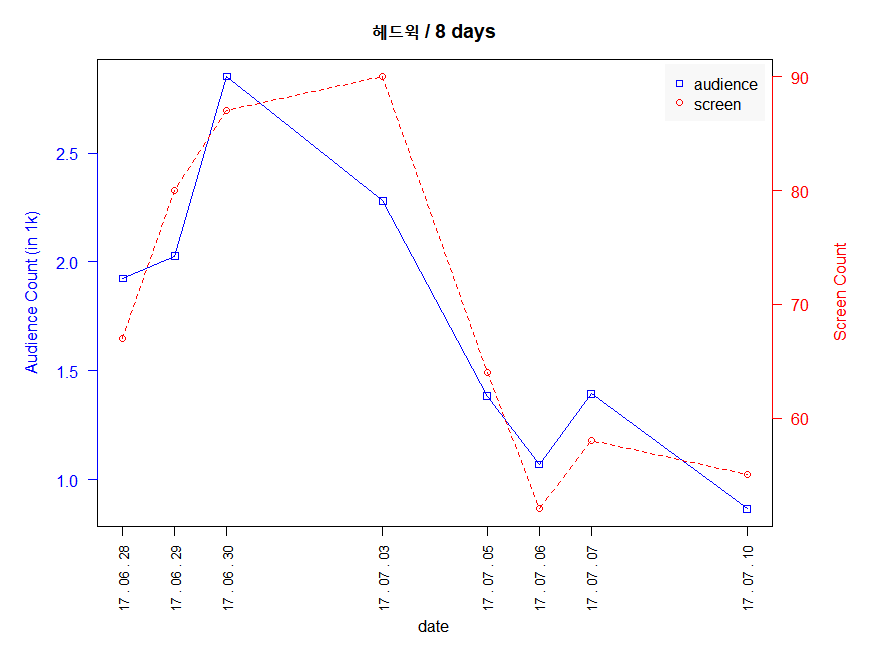 헤드윅 / 8 days
audience
screen
Audience Count (in 1k)
2.5
2.0
1.5
1.0
90
80
70
60
Screen Count
17 . 06 . 28
17 . 06 . 29
17 . 06 . 30
17 . 07 . 03
17 . 07 . 05
17 . 07 . 06
17 . 07 . 07
17 . 07 . 10
date